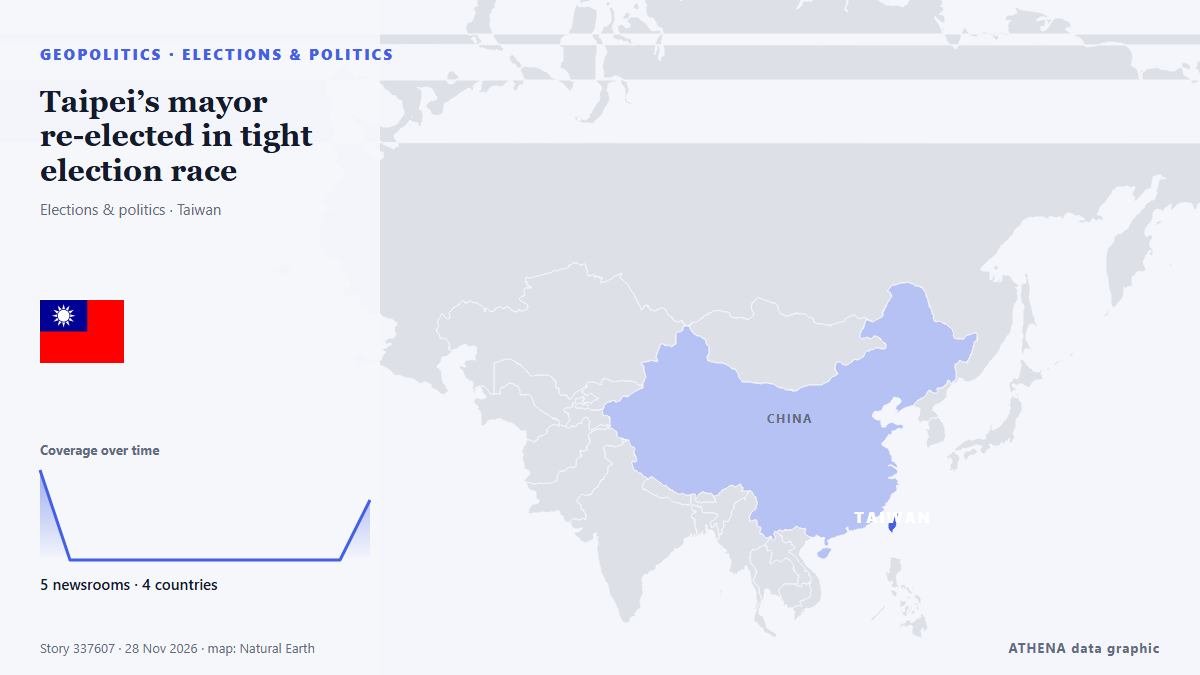 GEOPOLITICS · ELECTIONS & POLITICS
Taipei’s mayor
re-elected in tight
election race
Elections & politics · Taiwan
CHINA
TAIWAN
Coverage over time
5 newsrooms · 4 countries
Story 337607 · 28 Nov 2026 · map: Natural Earth
ATHENA data graphic